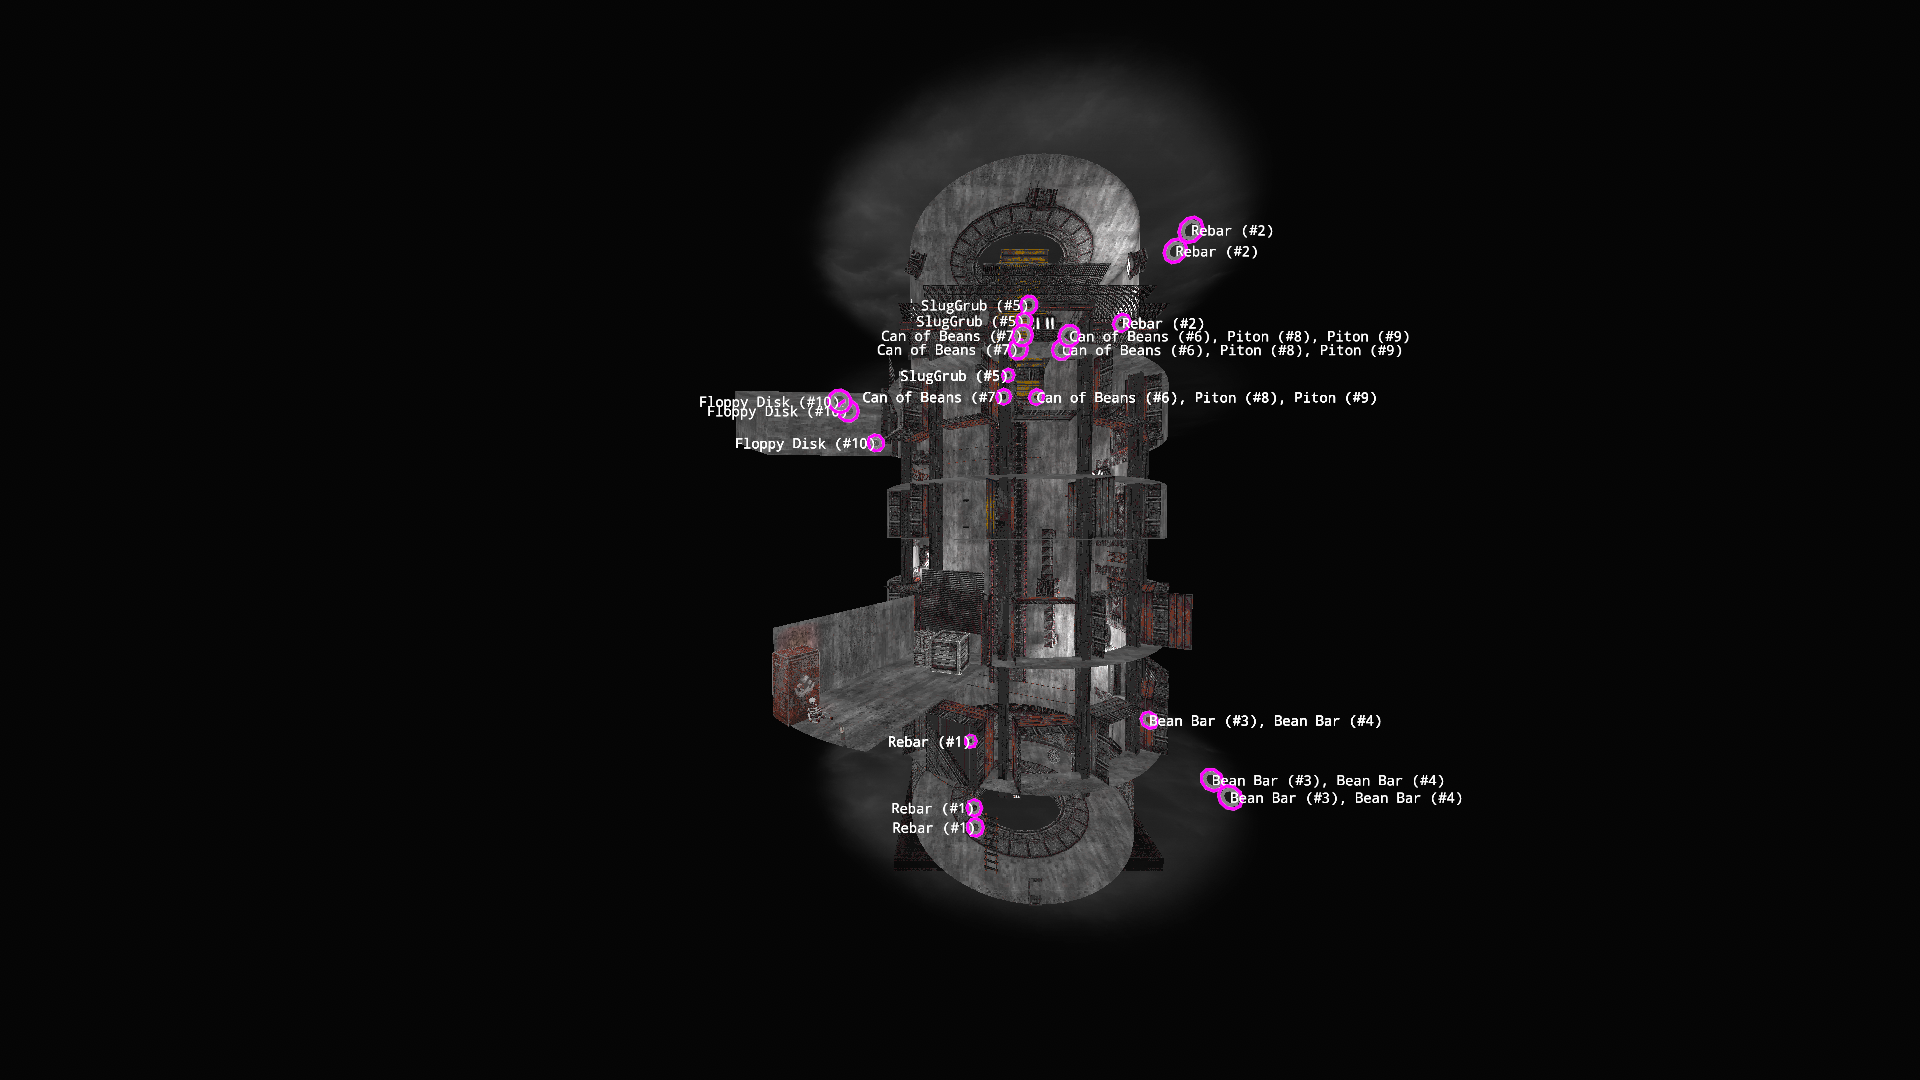 Rebar (#2)
Rebar (#2)
SlugGrub (#5)
SlugGrub (#5)
Rebar (#2)
Can of Beans (#7)
Can of Beans (#6), Piton (#8), Piton (#9)
Can of Beans (#7)
Can of Beans (#6), Piton (#8), Piton (#9)
SlugGrub (#5)
Can of Beans (#7)
Can of Beans (#6), Piton (#8), Piton (#9)
Floppy Disk (#10)
Floppy Disk (#10)
Floppy Disk (#10)
Bean Bar (#3), Bean Bar (#4)
Rebar (#1)
Bean Bar (#3), Bean Bar (#4)
Bean Bar (#3), Bean Bar (#4)
Rebar (#1)
Rebar (#1)